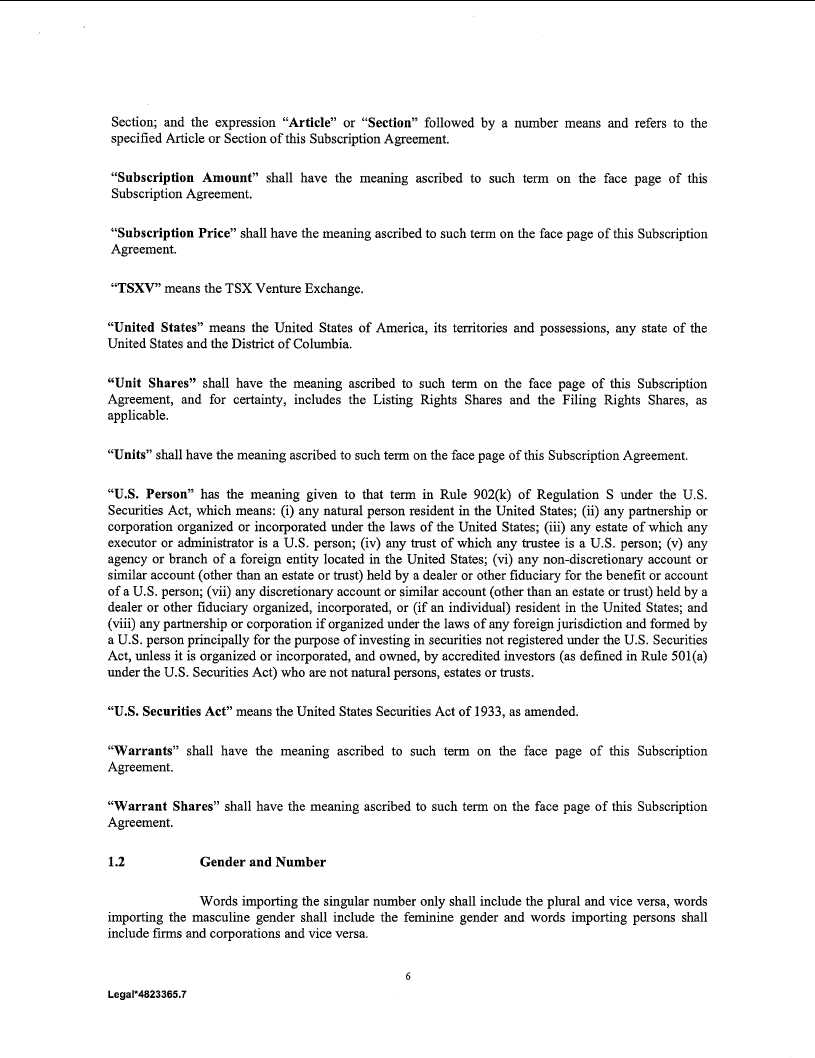 Section; and the expression “Article” or “Section” followed by a number means and refers to the
specified Article or Section of this Subscription Agreement.
“Subscription Amount” shall have the meaning ascribed to such term on the face page of this
Subscription Agreement.
“Subscription Price” shall have the meaning ascribed to such term on the face page of this Subscription
Agreement.
“TSXV” means the TSX Venture Exchange.
“United States” means the United States of America, its territories and possessions, any state of the
United States and the District of Columbia.
“Unit Shares” shall have the meaning ascribed to such term on the face page of this Subscription
Agreement, and for certainty, includes the Listing Rights Shares and the Filing Rights Shares, as
applicable.
“Units” shall have the meaning ascribed to such term on the face page of this Subscription Agreement.
“U.S. Person” has the meaning given to that term in Rule 902(k) of Regulation S under the U.S.
Securities Act, which means: (i) any natural person resident in the United States; (ii) any partnership or
corporation organized or incorporated under the laws of the United States; (iii) any estate of which any
executor or administrator is a U.S. person; (iv) any trust of which any trustee is a U.S. person; (v) any
agency or branch of a foreign entity located in the United States; (vi) any non-discretionary account or
similar account (other than an estate or trust) held by a dealer or other fiduciary for the benefit or account
of a U.S. person; (vii) any discretionary account or similar account (other than an estate or trust) held by a
dealer or other fiduciary organized, incorporated, or (if an individual) resident in the United States; and
(viii) any partnership or corporation if organized under the laws of any foreign jurisdiction and formed by
a U.S. person principally for the purpose of investing in securities not registered under the U.S. Securities
Act, unless it is organized or incorporated, and owned, by accredited investors (as defined in Rule 501(a)
under the U.S. Securities Act) who are not natural persons, estates or trusts.
“U.S. Securities Act” means the United States Securities Act of 1933, as amended.
“Warrants” shall have the meaning ascribed to such term on the face page of this Subscription
Agreement.
“Warrant Shares” shall have the meaning ascribed to such term on the face page of this Subscription
Agreement.
1.2 Gender and Number
Words importing the singular number only shall include the plural and vice versa, words
importing the masculine gender shall include the feminine gender and words importing persons shall
include firms and corporations and vice versa.
6
Legal*4823365.7